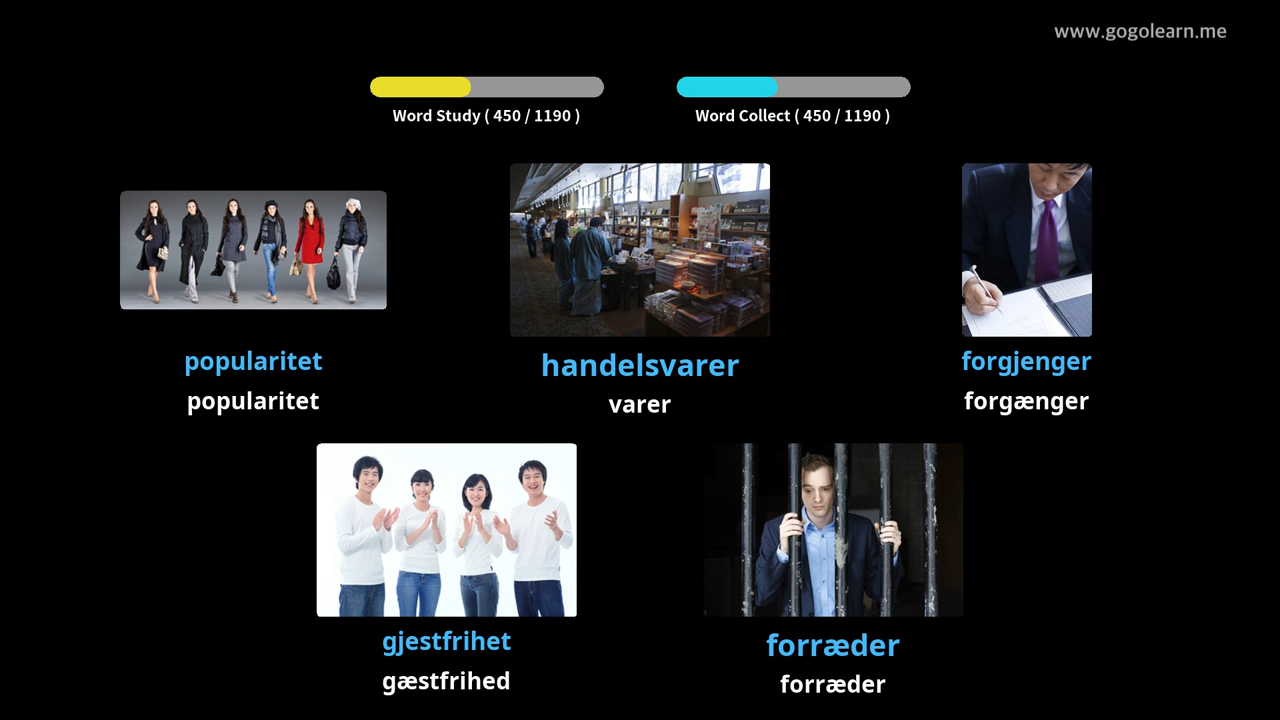 www.gogolearn.me
Word Study ( 450 / 1190 )
Word Collect ( 450 / 1190 )
popularitet
popularitet
handelsvarer
varer
forgjenger
forgænger
gjestfrihet
gæstfrihed
forræder
forræder